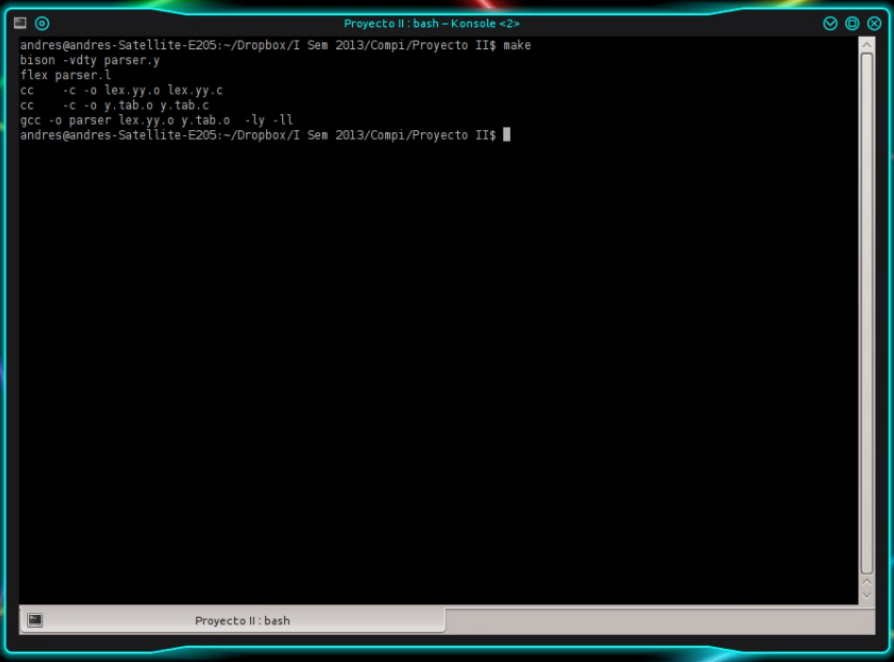 Proyecto II : bash – Konsole <2>
andres@andres-Satellite-E205:~/Dropbox/I Sem 2013/Compi/Proyecto II$ make
bison -vdty parser.y
flex parser.l
cc    -c -o lex.yy.o lex.yy.c
cc    -c -o y.tab.o y.tab.c
gcc -o parser lex.yy.o y.tab.o  -ly -ll
andres@andres-Satellite-E205:~/Dropbox/I Sem 2013/Compi/Proyecto II$
Proyecto II : bash